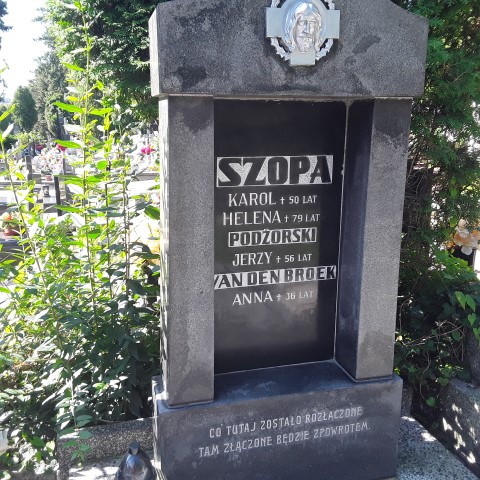 SZOPA
KAROL + 50 LAT
HELENA + 79 LAT
PODŻORSKI
JERZY + 56 LAT
VAN DEN BROEK
ANNA + 36 LAT
CO TUTAJ ZOSTAŁO ROZŁĄCZONE
TAM ZŁĄCZONE BĘDZIE ZPOWROTEM.